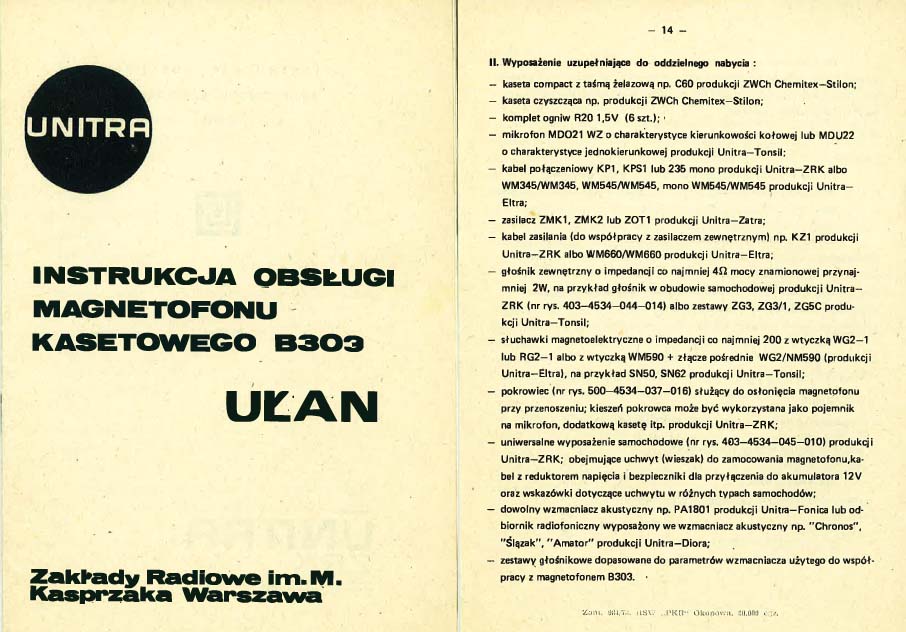 UNITRA
INSTRUKCJA OBSŁUGI
MAGNETOFONU
KASETOWEGO B303
UŁAN
Zakłady Radiowe im. M.
Kasprzaka Warszawa
— 14 —
II. Wyposażenie uzupełniające do oddzielnego nabycia :
— kaseta compact z taśmą żelazową np. C60 produkcji ZWCh Chemitex—Stilon;
— kaseta czyszcząca np. produkcji ZWCh Chemitex—Stilon;
— komplet ogniw R20 1,5V (6 szt.);
— mikrofon MDO21 WZ o charakterystyce kierunkowości kołowej lub MDU22
o charakterystyce jednokierunkowej produkcji Unitra—Tonsil;
— kabel połączeniowy KP1, KPS1 lub 235 mono produkcji Unitra—ZRK albo
WM345/WM345, WM545/WM545, mono WM545/WM545 produkcji Unitra—
Eltra;
— zasilacz ZMK1, ZMK2 lub ZOT1 produkcji Unitra—Zatra;
— kabel zasilania (do współpracy z zasilaczem zewnętrznym) np. KZ1 produkcji
Unitra—ZRK albo WM660/WM660 produkcji Unitra—Eltra;
— głośnik zewnętrzny o impedancji co najmniej 4Ω mocy znamionowej przynaj-
mniej 2W, na przykład głośnik w obudowie samochodowej produkcji Unitra—
ZRK (nr rys. 403—4534—044—014) albo zestawy ZG3, ZG3/1, ZG5C produ-
kcji Unitra—Tonsil;
— słuchawki magnetoelektryczne o impedancji co najmniej 200 z wtyczką WG2—1
lub RG2—1 albo z wtyczką WM590 + złącze pośrednie WG2/NM590 (produkcji
Unitra—Eltra), na przykład SN50, SN62 produkcji Unitra—Tonsil;
— pokrowiec (nr rys. 500—4534—037—016) służący do osłonięcia magnetofonu
przy przenoszeniu; kieszeń pokrowca może być wykorzystana jako pojemnik
na mikrofon, dodatkową kasetę itp. produkcji Unitra—ZRK;
— uniwersalne wyposażenie samochodowe (nr rys. 403—4534—045—010) produkcji
Unitra—ZRK; obejmujące uchwyt (wieszak) do zamocowania magnetofonu,ka-
bel z reduktorem napięcia i bezpieczniki dla przyłączenia do akumulatora 12V
oraz wskazówki dotyczące uchwytu w różnych typach samochodów;
— dowolny wzmacniacz akustyczny np. PA1801 produkcji Unitra—Fonica lub od-
biornik radiofoniczny wyposażony we wzmacniacz akustyczny np. "Chronos",
"Ślązak", "Amator" produkcji Unitra—Diora;
— zestawy głośnikowe dopasowane do parametrów wzmacniacza użytego do współ-
pracy z magnetofonem B303.
Zam. RSW „PKR" Okopowa.